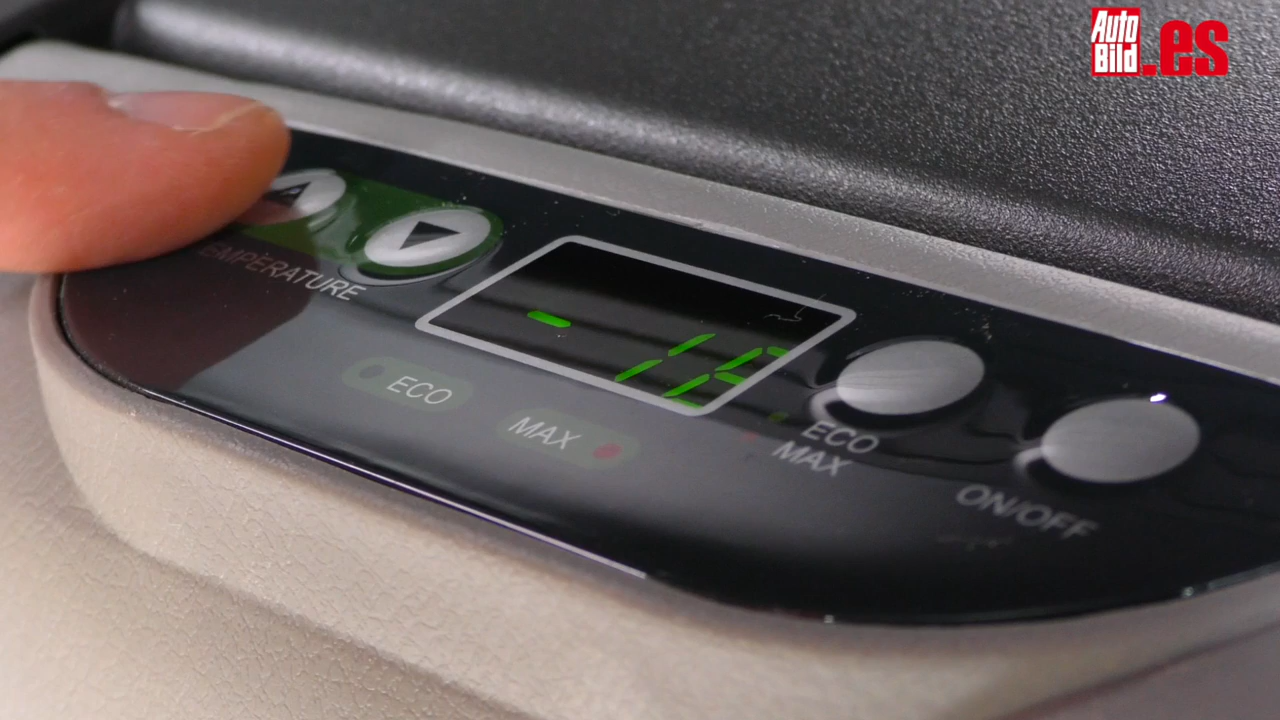 Auto
Bild
.es
TEMPERATURE
ECO
MAX
ECO
MAX
ON/OFF